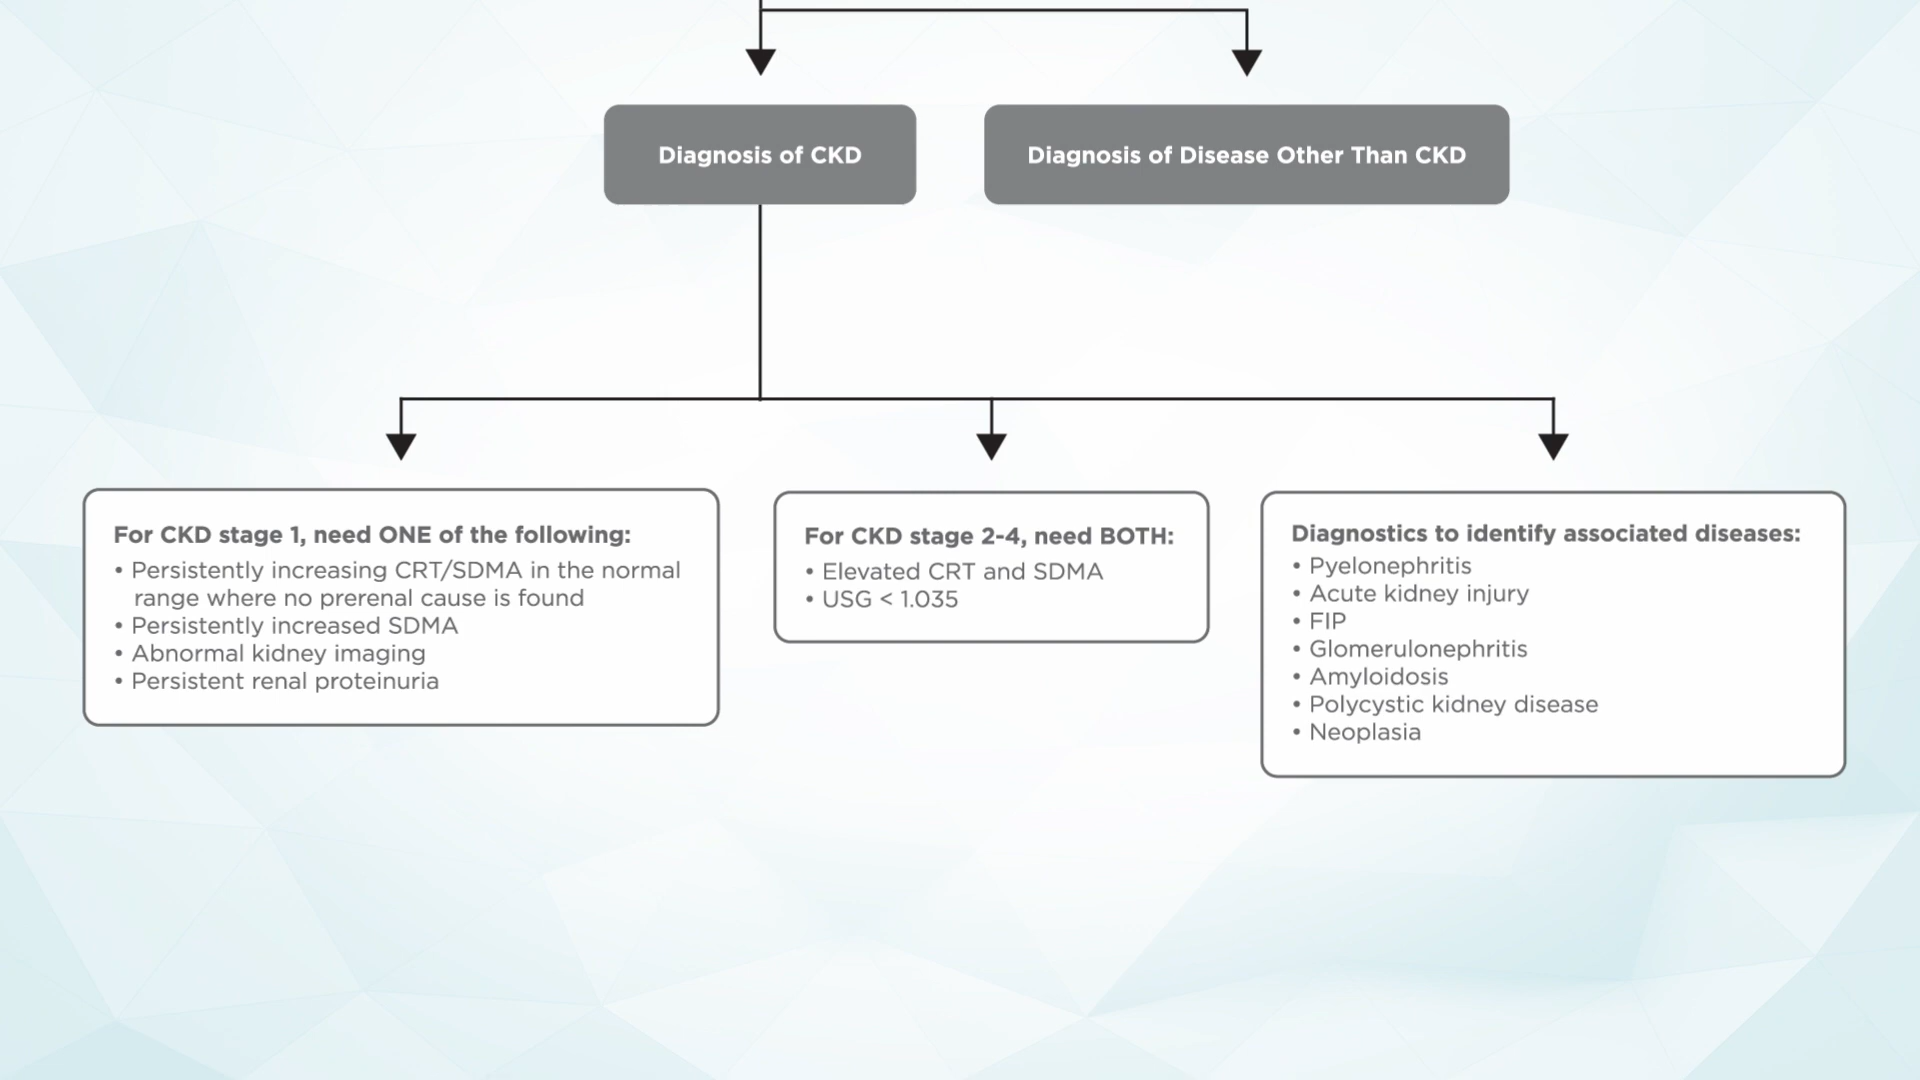 Diagnosis of CKD
Diagnosis of Disease Other Than CKD
For CKD stage 1, need ONE of the following:
• Persistently increasing CRT/SDMA in the normal
range where no prerenal cause is found
• Persistently increased SDMA
• Abnormal kidney imaging
• Persistent renal proteinuria
For CKD stage 2-4, need BOTH:
• Elevated CRT and SDMA
• USG < 1.035
Diagnostics to identify associated diseases:
• Pyelonephritis
• Acute kidney injury
• FIP
• Glomerulonephritis
• Amyloidosis
• Polycystic kidney disease
• Neoplasia